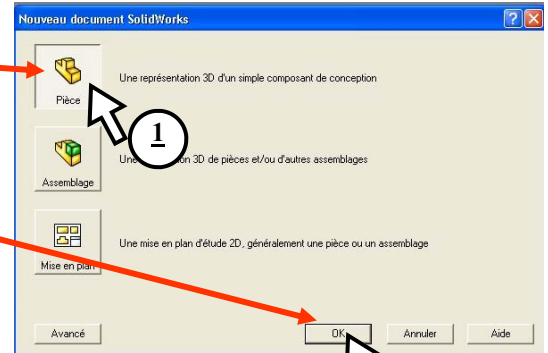 Nouveau document SolidWorks
Pièce
Une représentation 3D d'un simple composant de conception
1
Assemblage
Une 3D de pièces et/ou d'autres assemblages
Mise en plan
Une mise en plan d'étude 2D, généralement une pièce ou un assemblage
Avancé
OK
Annuler
Aide